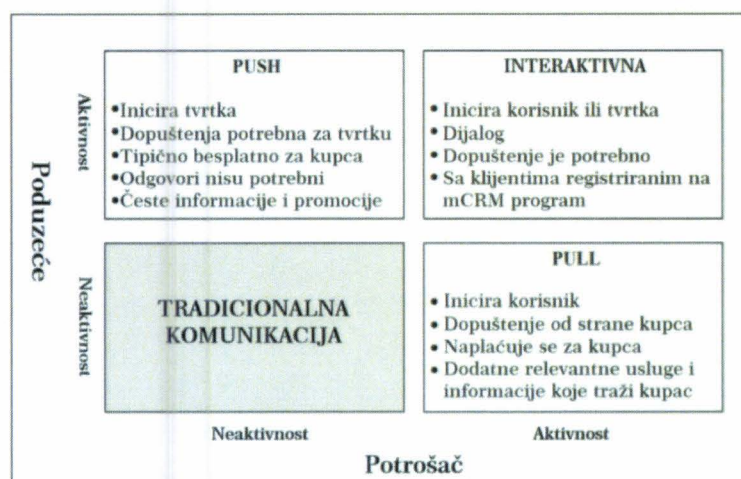 PUSH
•Inicira tvrtka
•Dopuštenja potrebna za tvrtku
•Tipično besplatno za kupca
•Odgovori nisu potrebni
•Česte informacije i promocije
INTERAKTIVNA
• Inicira korisnik ili tvrtka
• Dijalog
• Dopuštenje je potrebno
• Sa klijentima registriranim na
mCRM program
TRADICIONALNA
KOMUNIKACIJA
PULL
• Inicira korisnik
• Dopuštenje od strane kupca
• Naplaćuje se za kupca
• Dodatne relevantne usluge i
informacije koje traži kupac
Poduzeće
Aktivnost
Neaktivnost
Neaktivnost
Aktivnost
Potrošač